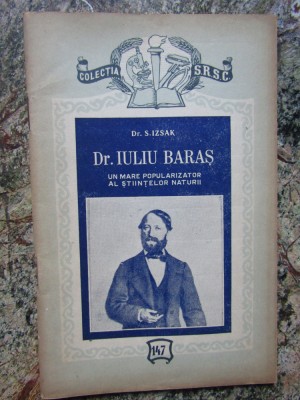 COLECȚIA S.R.S.C.
Dr. S. IZSAK
Dr. IULIU BARAȘ
UN MARE POPULARIZATOR
AL ȘTIINȚELOR NATURII
147